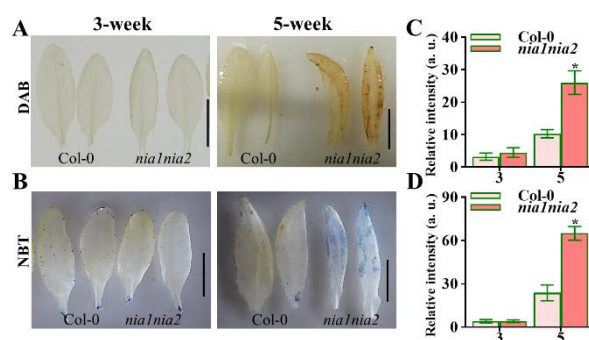 3-week
5-week
A
DAB
Col-0
nia1nia2
Col-0
nia1nia2
B
NBT
Col-0
nia1nia2
Col-0
nia1nia2
C
Col-0
nia1nia2
Relative intensity (a. u.)
40
30
20
10
0
*
3
5
D
Col-0
nia1nia2
Relative intensity (a. u.)
90
60
30
0
*
3
5